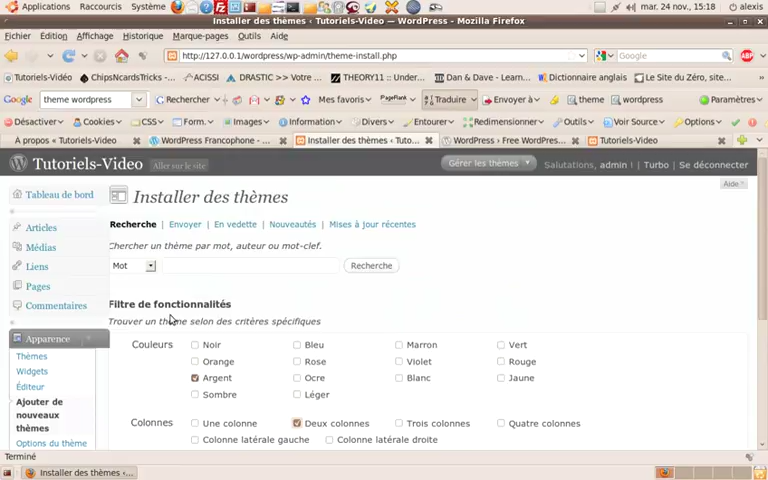 Applications Raccourcis Système mar. 24 nov., 15:18 alexis
Installer des thèmes ‹ Tutoriels-Video — WordPress - Mozilla Firefox
Fichier Édition Affichage Historique Marque-pages Outils Aide
http://127.0.0.1/wordpress/wp-admin/theme-install.php Google
Tutoriels-Vidéo ChipsNcardsTricks -... ACISSI DRASTIC >> Votre ... THEORY11 :: Under... Dan & Dave - Learn... Dictionnaire anglais Le Site du Zéro, site...
Google theme wordpress Rechercher Mes favoris PageRank Traduire Envoyer à theme wordpress Paramètres
Désactiver Cookies CSS Form. Images Information Divers Entourer Redimensionner Outils Voir Source Options
À propos « Tutoriels-Video WordPress Francophone - ... Installer des thèmes ‹ Tuto... WordPress › Free WordPres... Tutoriels-Video
Tutoriels-Video Aller sur le site Gérer les thèmes Salutations, admin ! | Turbo | Se déconnecter
Aide
Tableau de bord
Articles
Médias
Liens
Pages
Commentaires
Apparence
Thèmes
Widgets
Éditeur
Ajouter de
nouveaux
thèmes
Options du thème
Installer des thèmes
Recherche | Envoyer | En vedette | Nouveautés | Mises à jour récentes
Chercher un thème par mot, auteur ou mot-clef.
Mot Recherche
Filtre de fonctionnalités
Trouver un thème selon des critères spécifiques
Couleurs Noir Bleu Marron Vert
Orange Rose Violet Rouge
Argent Ocre Blanc Jaune
Sombre Léger
Colonnes Une colonne Deux colonnes Trois colonnes Quatre colonnes
Colonne latérale gauche Colonne latérale droite
Terminé
Installer des thèmes ‹...